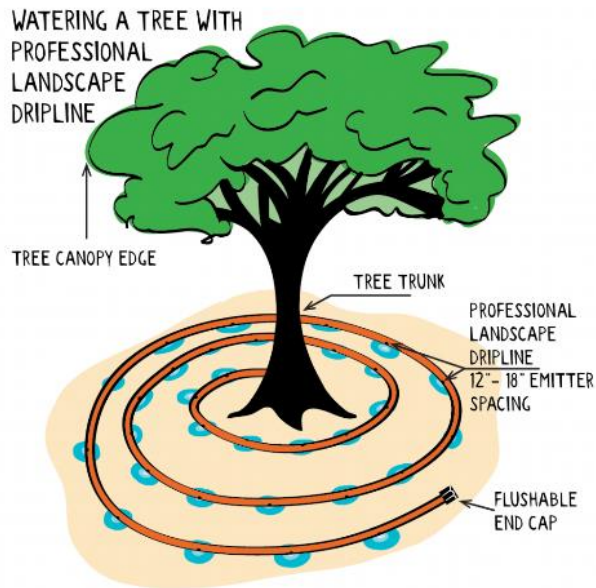 WATERING A TREE WITH
PROFESSIONAL
LANDSCAPE
DRIPLINE
TREE CANOPY EDGE
TREE TRUNK
PROFESSIONAL
LANDSCAPE
DRIPLINE
12"- 18" EMITTER
SPACING
FLUSHABLE
END CAP